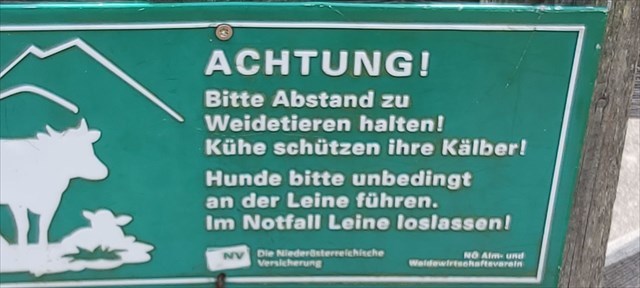 ACHTUNG!
Bitte Abstand zu
Weidetieren halten!
Kühe schützen ihre Kälber!
Hunde bitte unbedingt
an der Leine führen.
Im Notfall Leine loslassen!
NV Die Niederösterreichische
Versicherung
NÖ Alm- und
Weidewirtschaftsverein